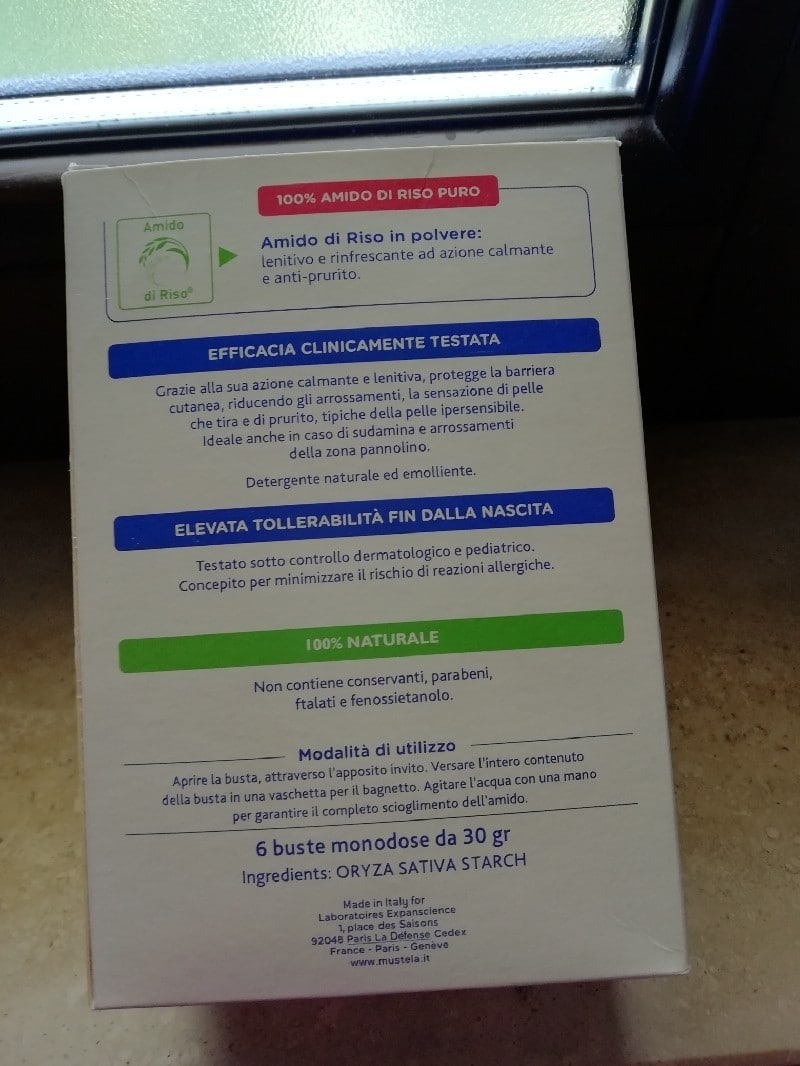 100% AMIDO DI RISO PURO
Amido
di Riso®
Amido di Riso in polvere:
lenitivo e rinfrescante ad azione calmante
e anti-prurito.
EFFICACIA CLINICAMENTE TESTATA
Grazie alla sua azione calmante e lenitiva, protegge la barriera
cutanea, riducendo gli arrossamenti, la sensazione di pelle
che tira e di prurito, tipiche della pelle ipersensibile.
Ideale anche in caso di sudamina e arrossamenti
della zona pannolino.
Detergente naturale ed emolliente.
ELEVATA TOLLERABILITÀ FIN DALLA NASCITA
Testato sotto controllo dermatologico e pediatrico.
Concepito per minimizzare il rischio di reazioni allergiche.
100% NATURALE
Non contiene conservanti, parabeni,
ftalati e fenossietanolo.
Modalità di utilizzo
Aprire la busta, attraverso l'apposito invito. Versare l'intero contenuto
della busta in una vaschetta per il bagnetto. Agitare l'acqua con una mano
per garantire il completo scioglimento dell'amido.
6 buste monodose da 30 gr
Ingredients: ORYZA SATIVA STARCH
Made in Italy for
Laboratoires Expanscience
1, place des Saisons
92048 Paris La Défense Cedex
France - Paris - Genève
www.mustela.it